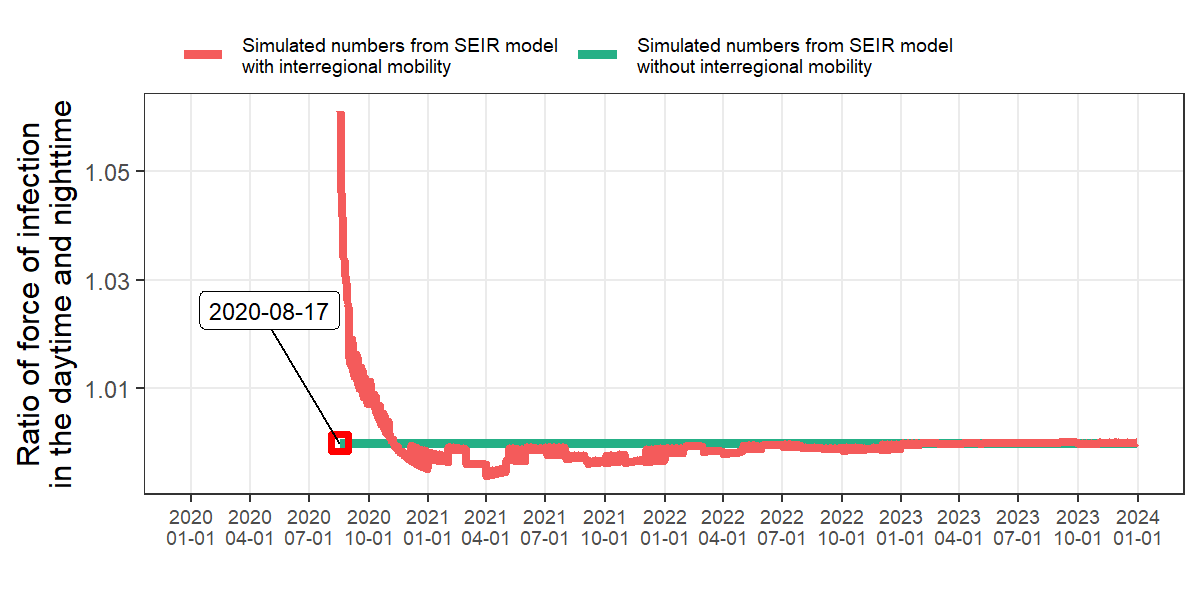 Simulated numbers from SEIR model
with interregional mobility
Simulated numbers from SEIR model
without interregional mobility
Ratio of force of infection
in the daytime and nighttime
1.05
1.03
1.01
2020-08-17
2020 2020 2020 2020 2021 2021 2021 2021 2022 2022 2022 2022 2023 2023 2023 2023 2024
01-01 04-01 07-01 10-01 01-01 04-01 07-01 10-01 01-01 04-01 07-01 10-01 01-01 04-01 07-01 10-01 01-01